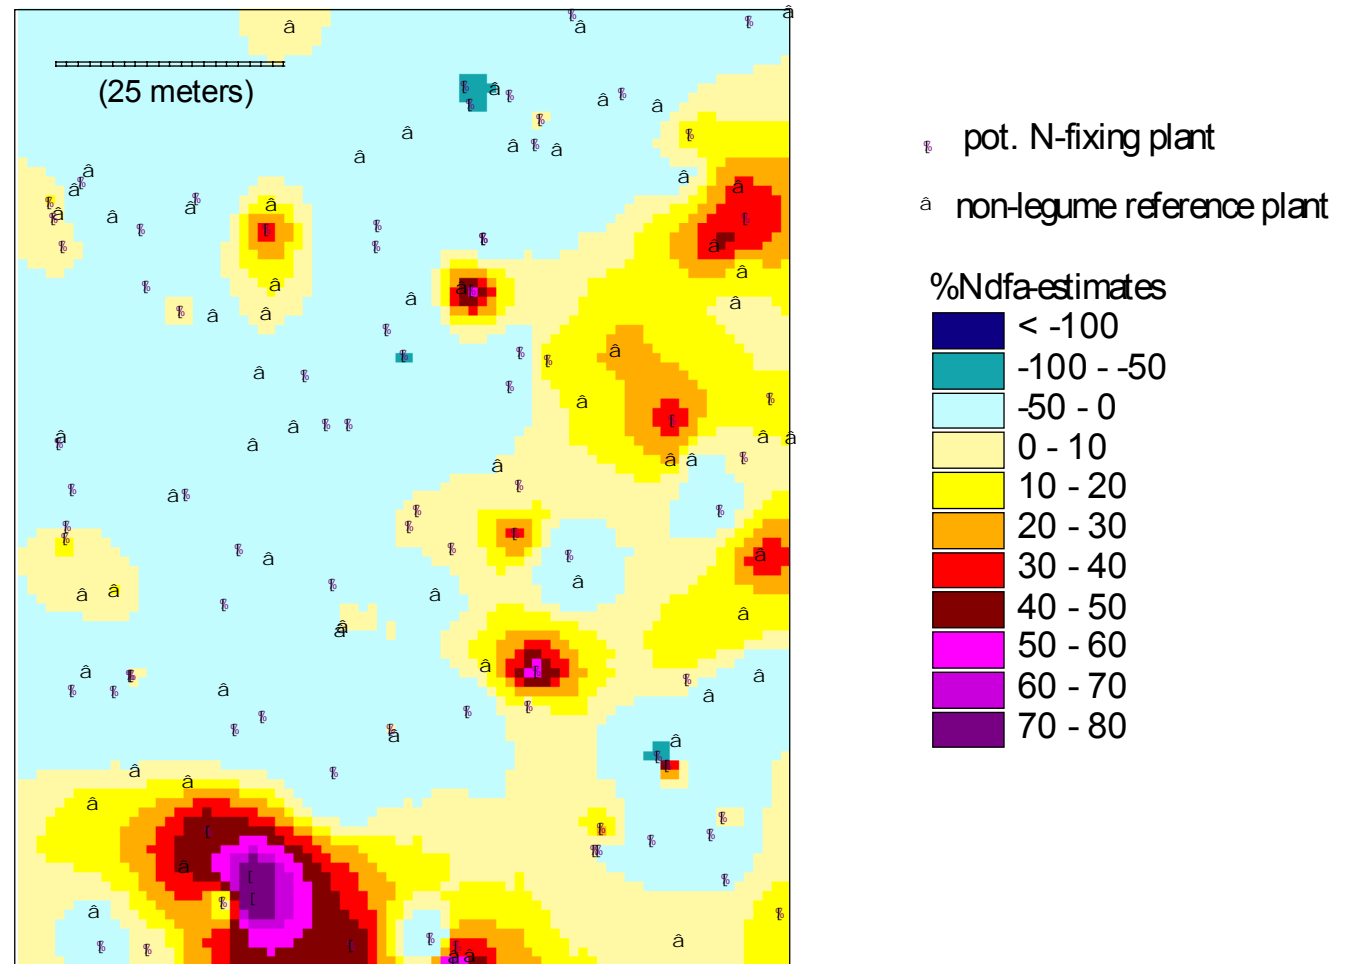 (25 meters)
pot. N-fixing plant
â non-legume reference plant
%Ndfa-estimates
< -100
-100 - -50
-50 - 0
0 - 10
10 - 20
20 - 30
30 - 40
40 - 50
50 - 60
60 - 70
70 - 80